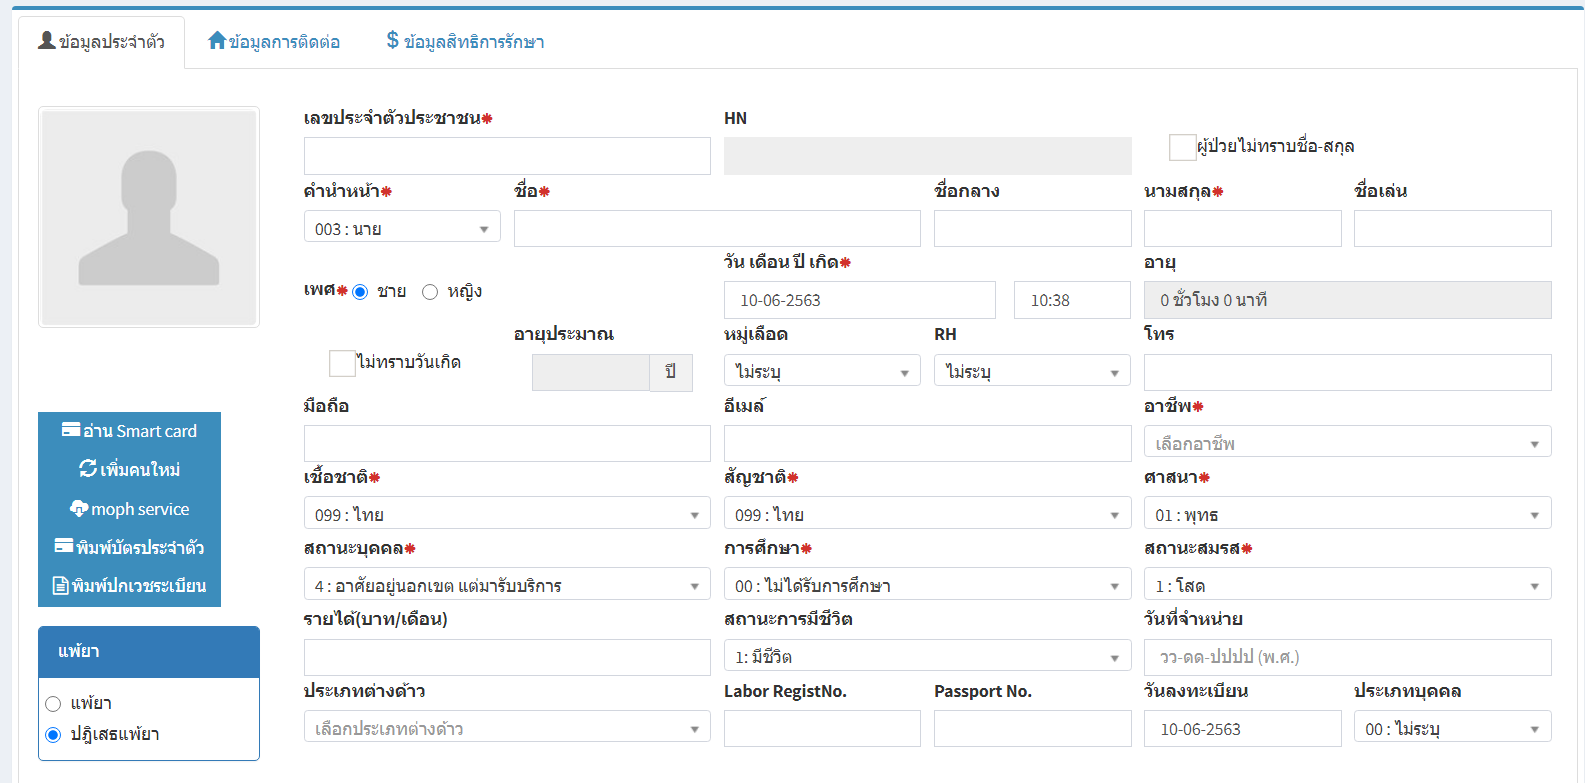 ข้อมูลประจำตัว ข้อมูลการติดต่อ $ ข้อมูลสิทธิการรักษา
เลขประจำตัวประชาชน* HN
ผู้ป่วยไม่ทราบชื่อ-สกุล
คำนำหน้า* ชื่อ* ชื่อกลาง นามสกุล* ชื่อเล่น
003 : นาย
วัน เดือน ปี เกิด* อายุ
เพศ* ชาย หญิง
10-06-2563 10:38 0 ชั่วโมง 0 นาที
อายุประมาณ หมู่เลือด RH โทร
ไม่ทราบวันเกิด ปี ไม่ระบุ ไม่ระบุ
มือถือ อีเมล์ อาชีพ*
เลือกอาชีพ
เชื้อชาติ* สัญชาติ* ศาสนา*
099 : ไทย 099 : ไทย 01 : พุทธ
สถานะบุคคล* การศึกษา* สถานะสมรส*
4 : อาศัยอยู่นอกเขต แต่มารับบริการ 00 : ไม่ได้รับการศึกษา 1 : โสด
รายได้(บาท/เดือน) สถานะการมีชีวิต วันที่จำหน่าย
1: มีชีวิต วว-ดด-ปปปป (พ.ศ.)
ประเภทต่างด้าว Labor RegistNo. Passport No. วันลงทะเบียน ประเภทบุคคล
เลือกประเภทต่างด้าว 10-06-2563 00 : ไม่ระบุ
อ่าน Smart card
เพิ่มคนใหม่
moph service
พิมพ์บัตรประจำตัว
พิมพ์ปกเวชระเบียน
แพ้ยา
แพ้ยา
ปฎิเสธแพ้ยา